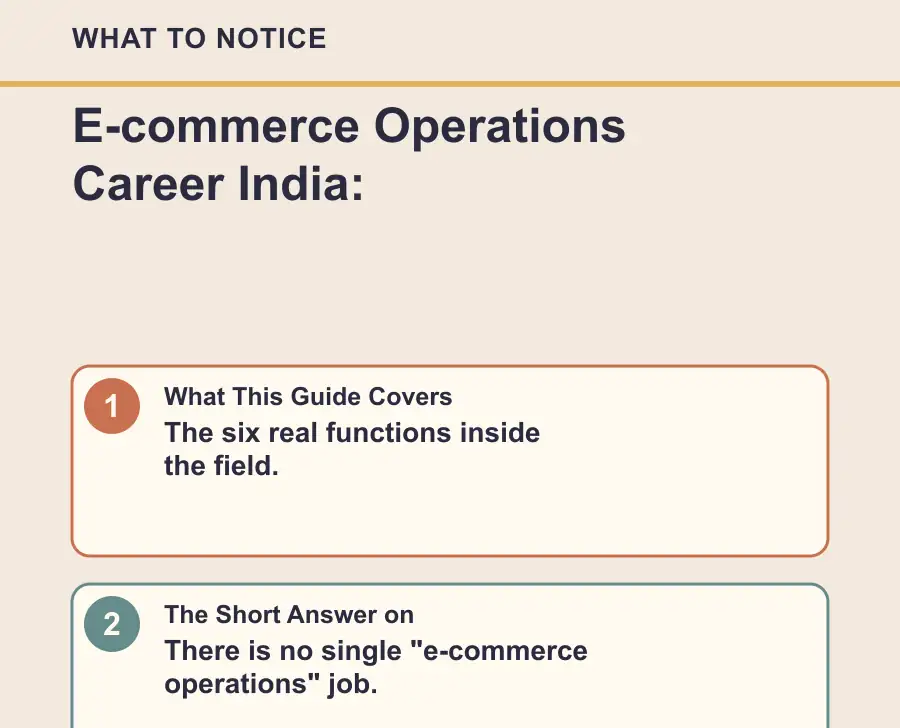 WHAT TO NOTICE
E-commerce Operations
Career India:
1
What This Guide Covers
The six real functions inside
the field.
2
The Short Answer on
There is no single "e-commerce
operations" job.